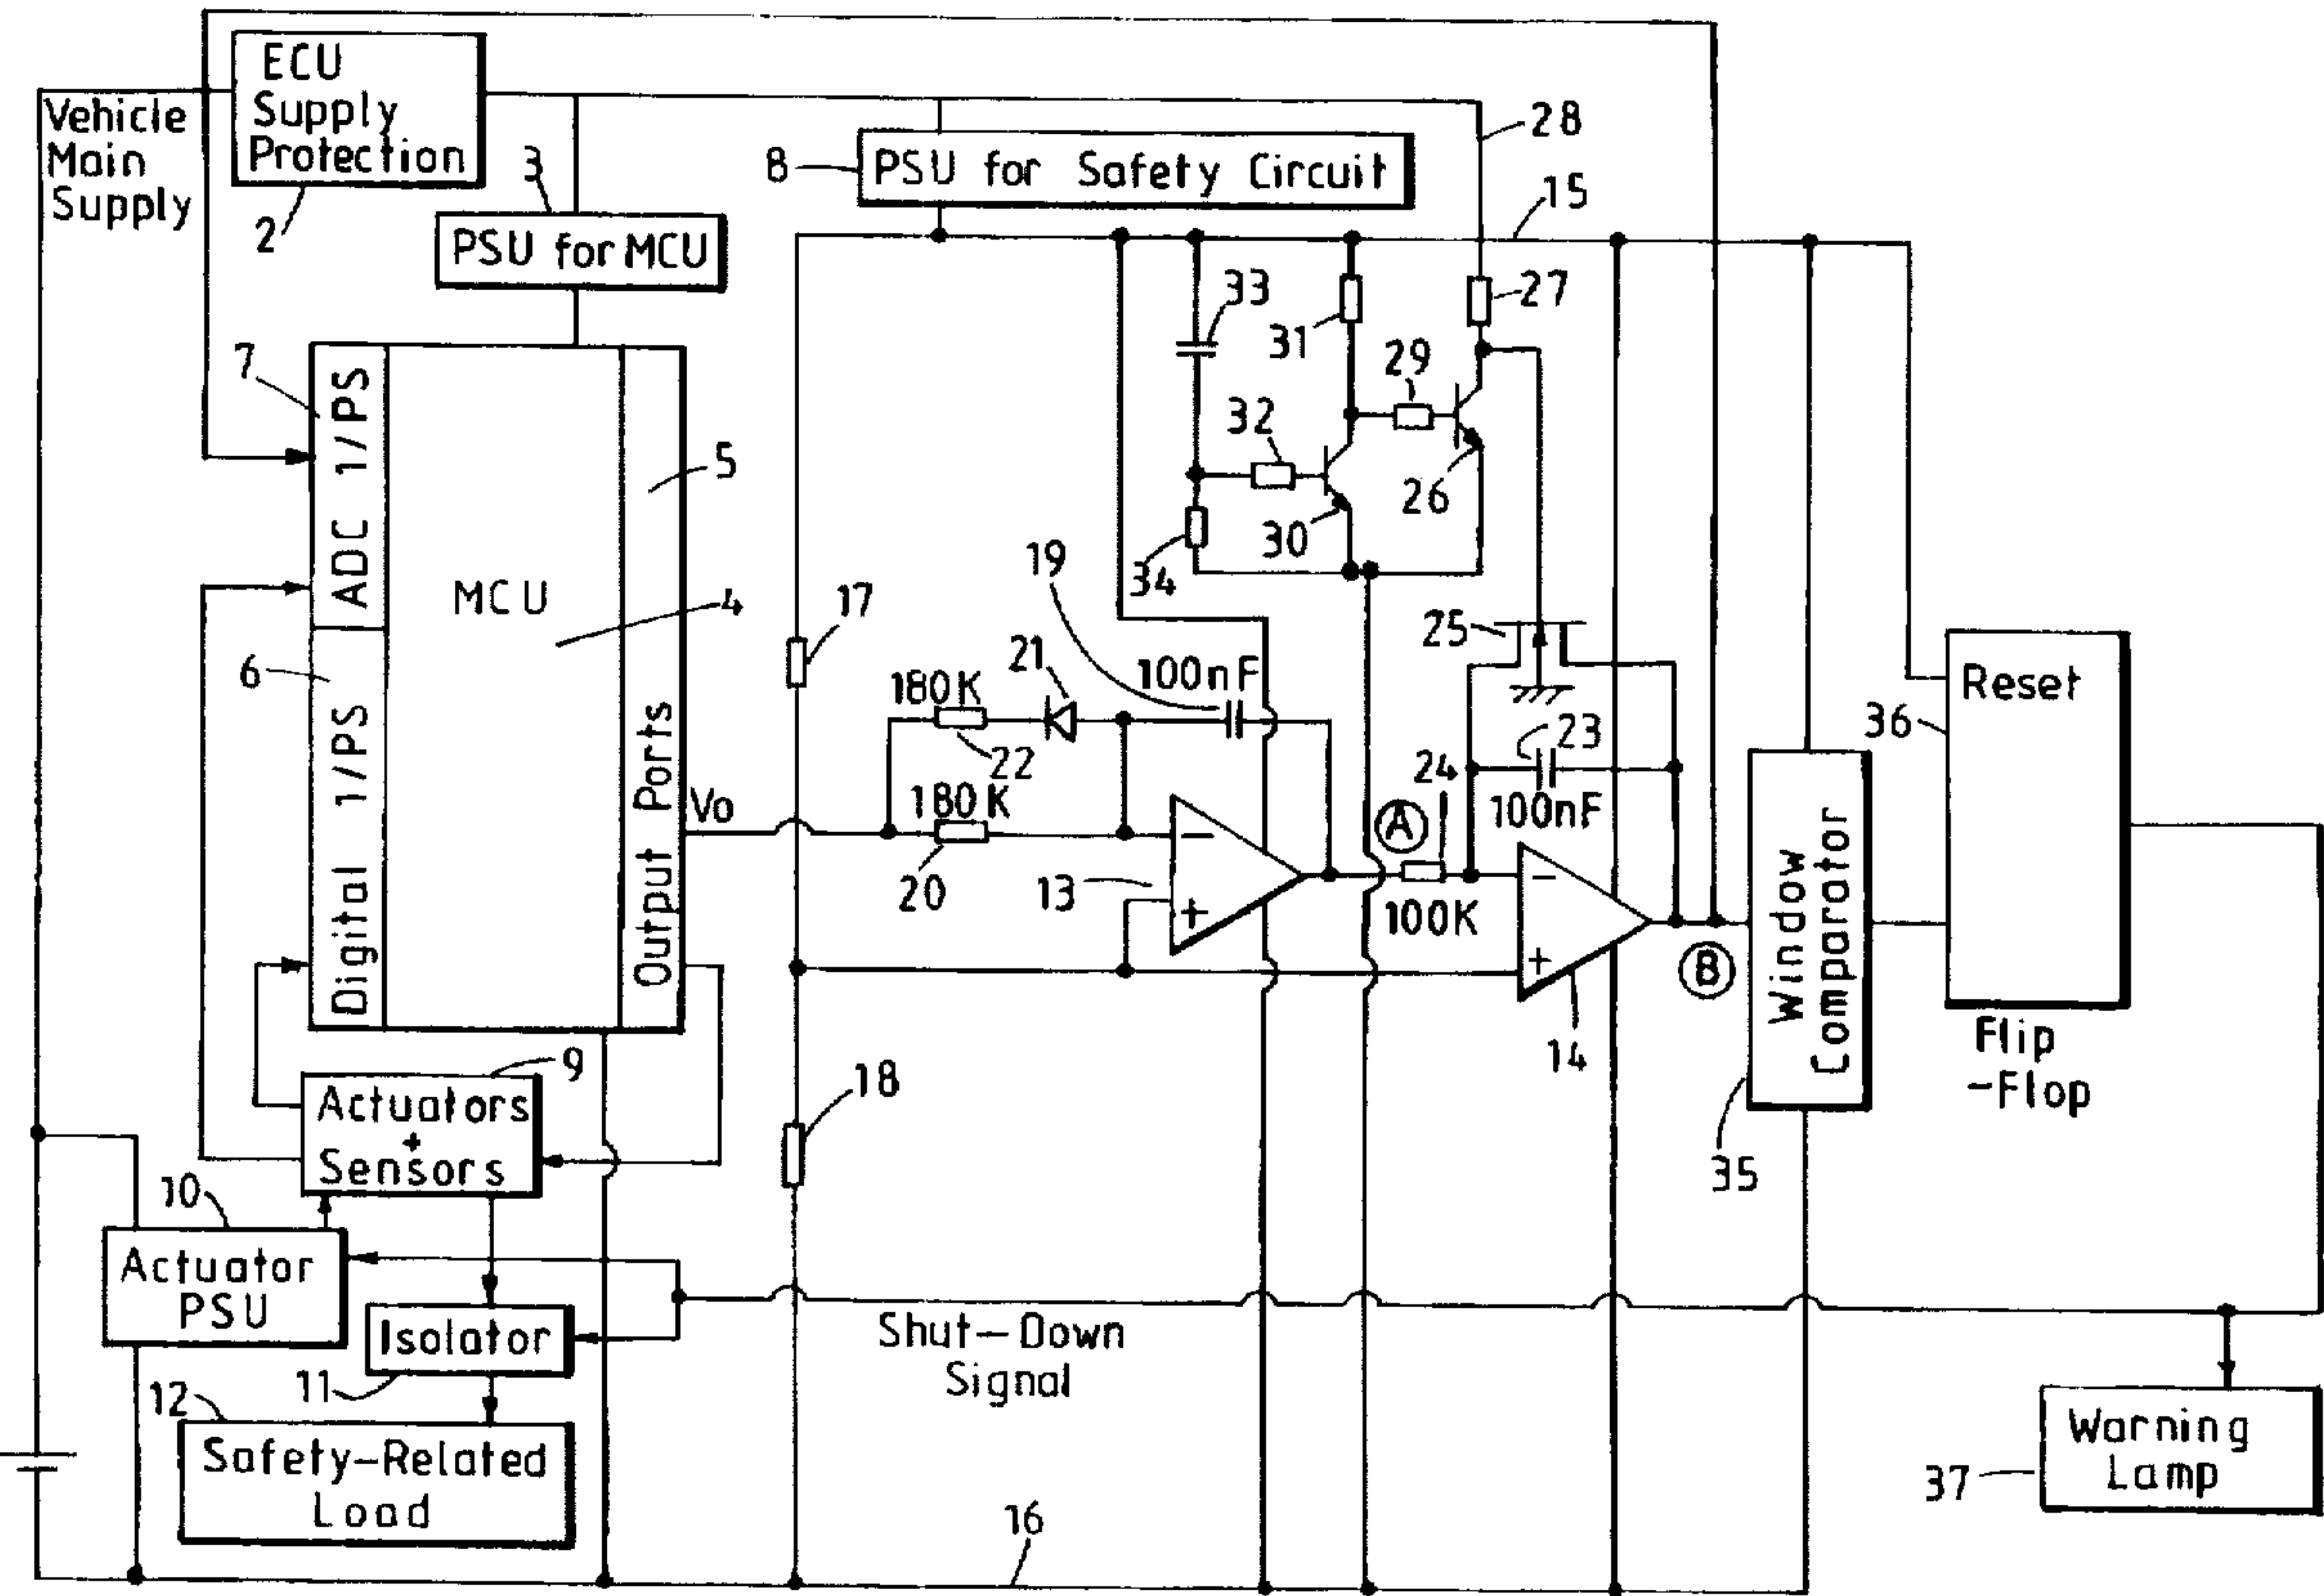 ECU
Supply
Protection
2
Vehicle
Main
Supply
3
PSU for MCU
8
PSU for Safety Circuit
28
15
7
ADC 1/PS
6
Digital 1/PS
MCU
4
5
Output Ports
Vo
33
31
27
29
32
26
30
34
17
19
100nF
21
180K
22
180K
20
13
-
+
25
23
100nF
24
A
100K
-
+
14
B
Window
Comparator
35
Reset
36
Flip
-Flop
9
Actuators
+
Sensors
10
Actuator
PSU
Isolator
11
12
Safety-Related
Load
18
Shut-Down
Signal
16
Warning
Lamp
37